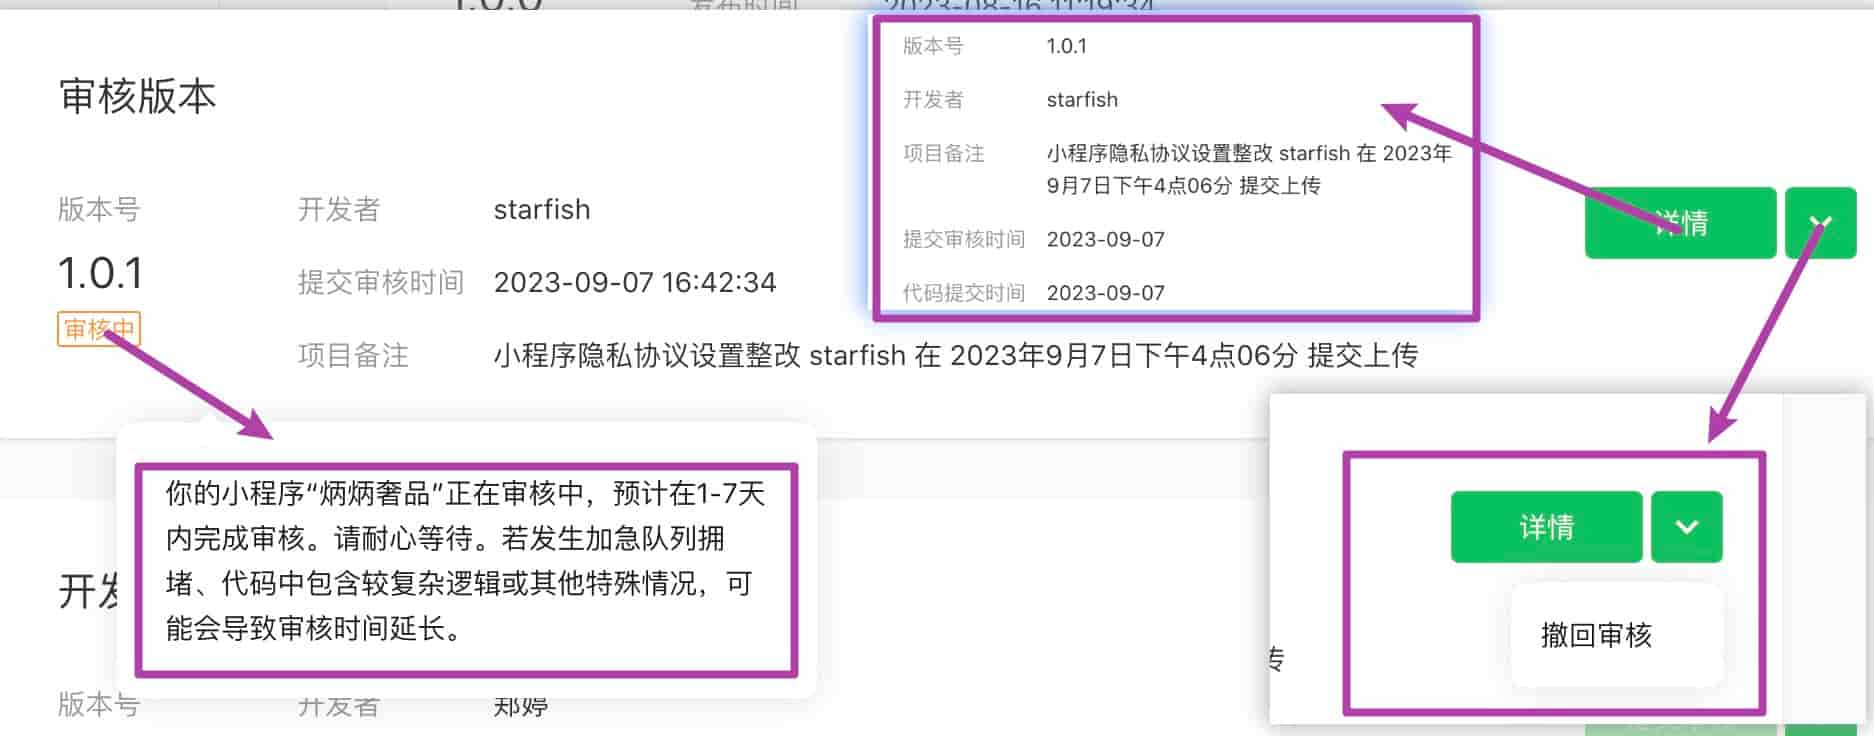 1.0.0
发布时间
2023-08-16 11:19:34
审核版本
版本号
1.0.1
开发者
starfish
项目备注
小程序隐私协议设置整改 starfish 在 2023年
9月7日下午4点06分 提交上传
提交审核时间
2023-09-07
代码提交时间
2023-09-07
版本号
开发者
starfish
详情
1.0.1
提交审核时间
2023-09-07 16:42:34
审核中
项目备注
小程序隐私协议设置整改 starfish 在 2023年9月7日下午4点06分 提交上传
你的小程序“炳炳奢品”正在审核中，预计在1-7天
内完成审核。请耐心等待。若发生加急队列拥
堵、代码中包含较复杂逻辑或其他特殊情况，可
能会导致审核时间延长。
详情
撤回审核
传
开发
版本号
开发者
郑婷